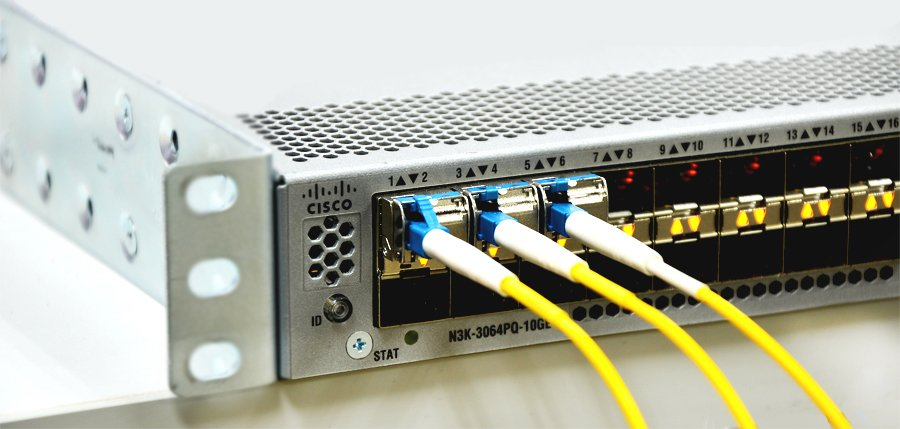 1▲▼2 3▲▼4 5▲▼6 7▲▼8 9▲▼10 11▲▼12 13▲▼14 15▲▼16
CISCO
ID
STAT
N3K-3064PQ-10GE